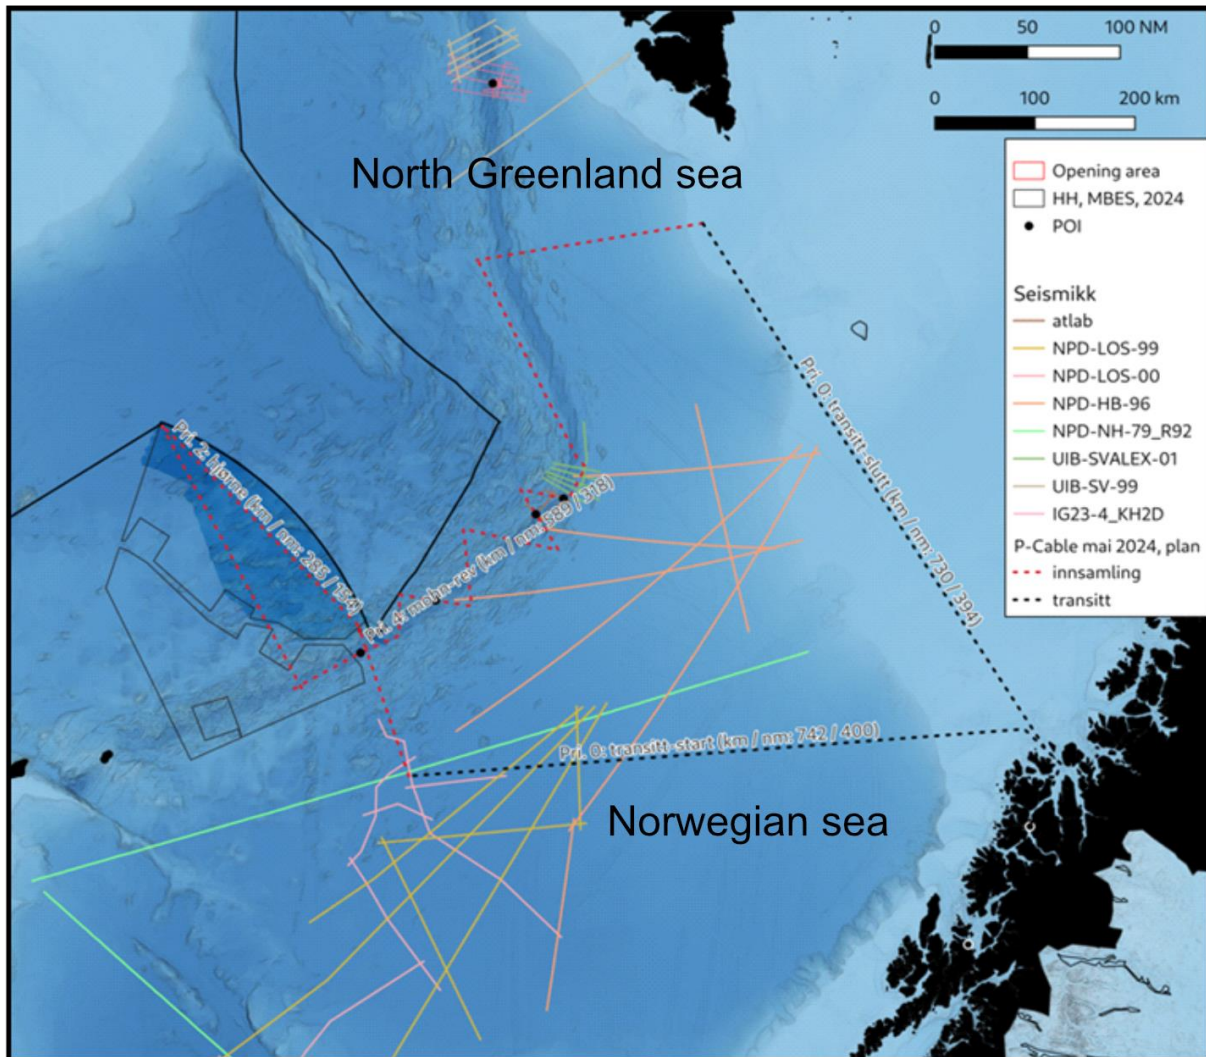 0 50 100 NM
0 100 200 km
North Greenland sea
Opening area
HH, MBES, 2024
POI
Seismikk
atlab
NPD-LOS-99
NPD-LOS-00
NPD-HB-96
NPD-NH-79_R92
UIB-SVALEX-01
UIB-SV-99
IG23-4_KH2D
P-Cable mai 2024, plan
innsamling
transitt
Pri. 0: transitt-slutt (km / nm: 730 / 394)
Pri. 2: hjørne (km / nm: 285 / 154)
Pri. 4: mohn-rev (km / nm: 589 / 318)
Pri. 0: transitt-start (km / nm: 742 / 400)
Norwegian sea